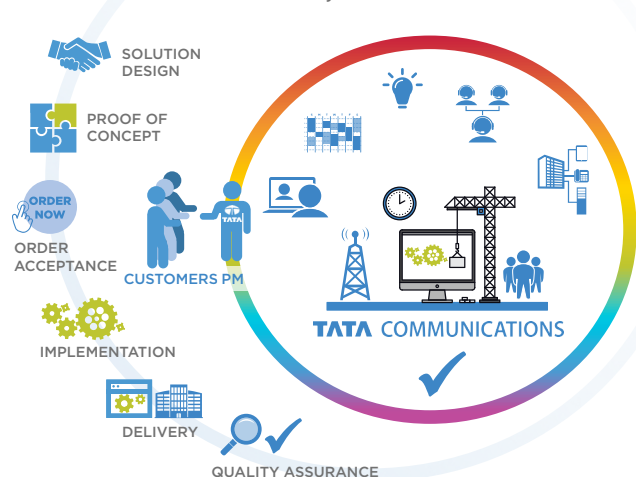 SOLUTION
DESIGN
PROOF OF
CONCEPT
ORDER
NOW
ORDER
ACCEPTANCE
TATA
CUSTOMERS PM
IMPLEMENTATION
DELIVERY
QUALITY ASSURANCE
TATA COMMUNICATIONS